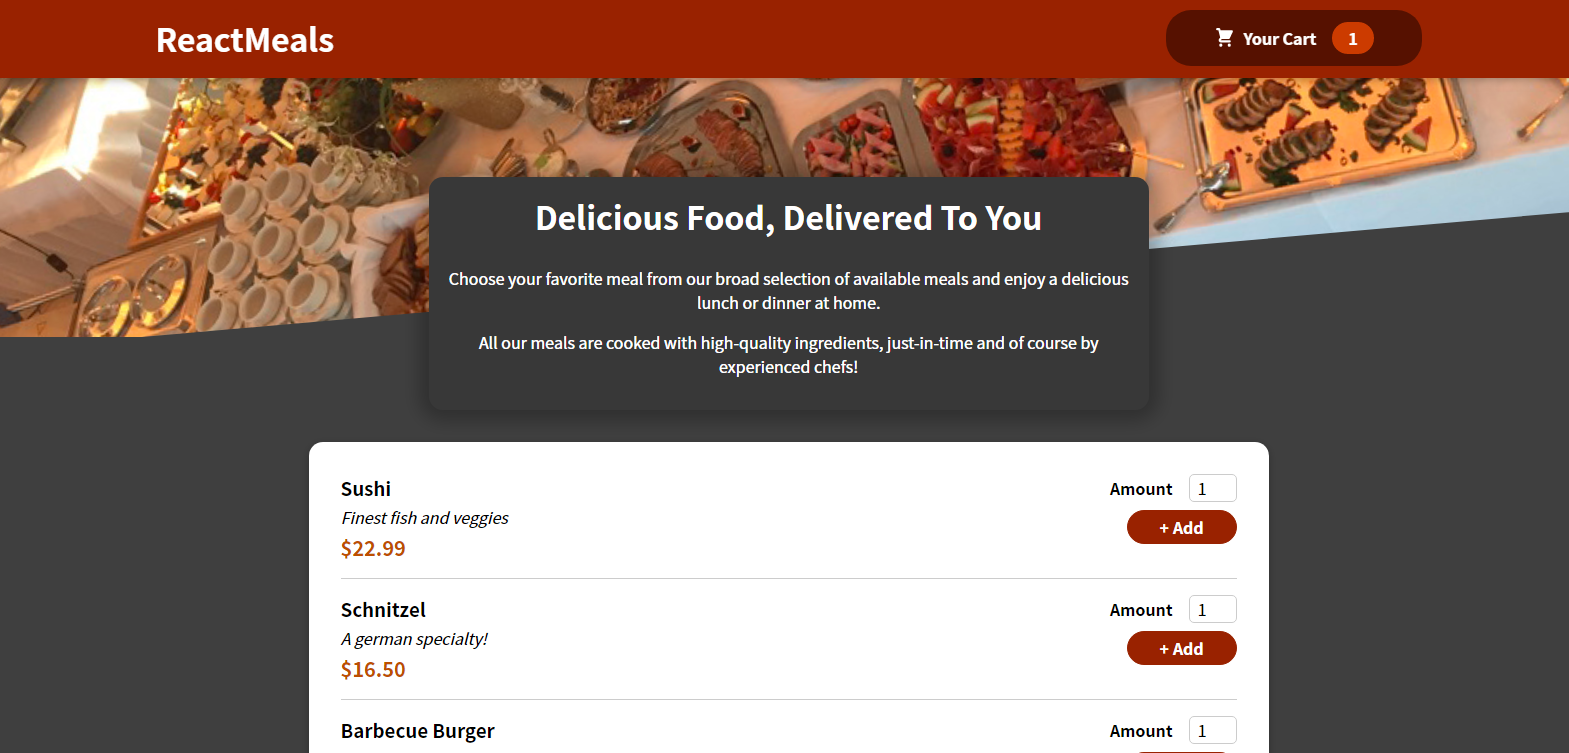 ReactMeals
Your Cart 1
Delicious Food, Delivered To You
Choose your favorite meal from our broad selection of available meals and enjoy a delicious
lunch or dinner at home.
All our meals are cooked with high-quality ingredients, just-in-time and of course by
experienced chefs!
Sushi
Finest fish and veggies
$22.99
Amount 1
+ Add
Schnitzel
A german specialty!
$16.50
Amount 1
+ Add
Barbecue Burger
Amount 1